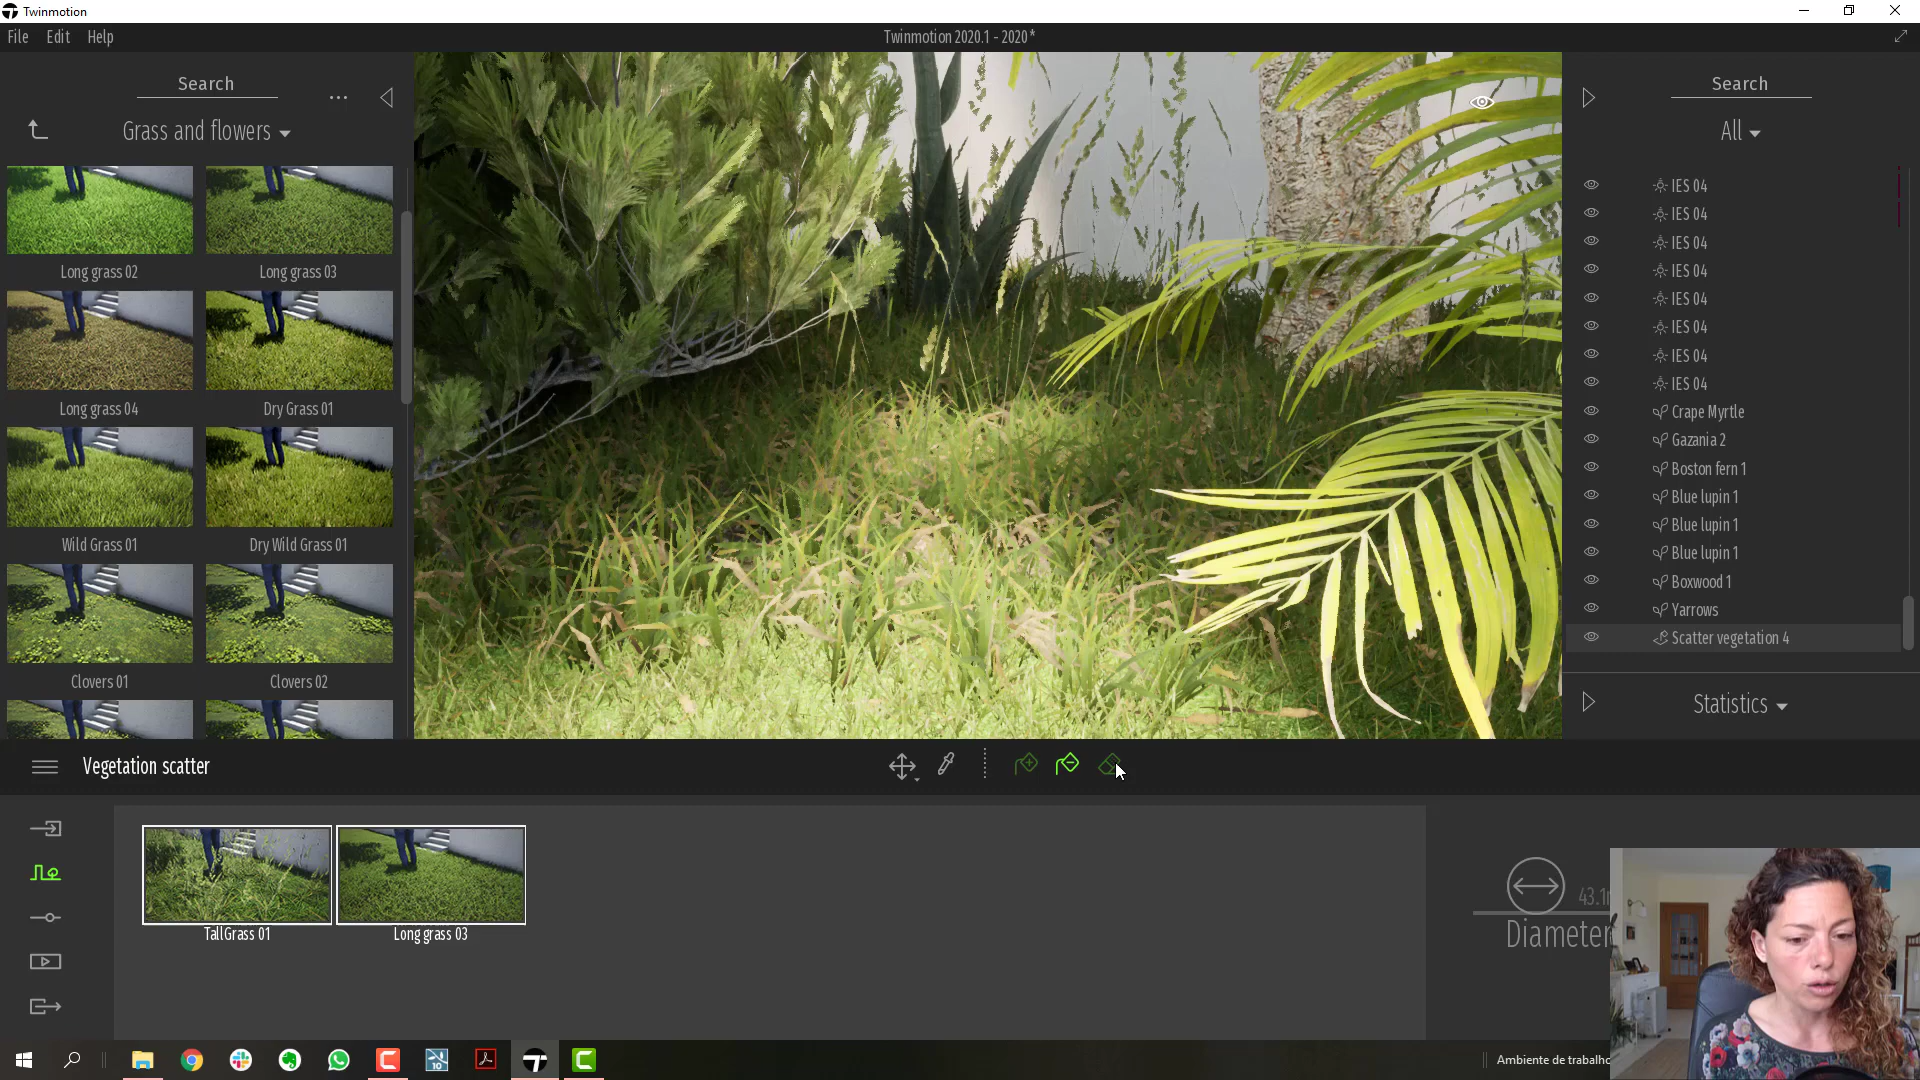 Twinmotion
File Edit Help
Twinmotion 2020.1 - 2020*
Search
Grass and flowers
Long grass 02
Long grass 03
Long grass 04
Dry Grass 01
Wild Grass 01
Dry Wild Grass 01
Clovers 01
Clovers 02
Search
All
IES 04
IES 04
IES 04
IES 04
IES 04
IES 04
IES 04
IES 04
Crape Myrtle
Gazania 2
Boston fern 1
Blue lupin 1
Blue lupin 1
Blue lupin 1
Boxwood 1
Yarrows
Scatter vegetation 4
Statistics
Vegetation scatter
TallGrass 01
Long grass 03
Diameter
10
Ambiente de trabalho